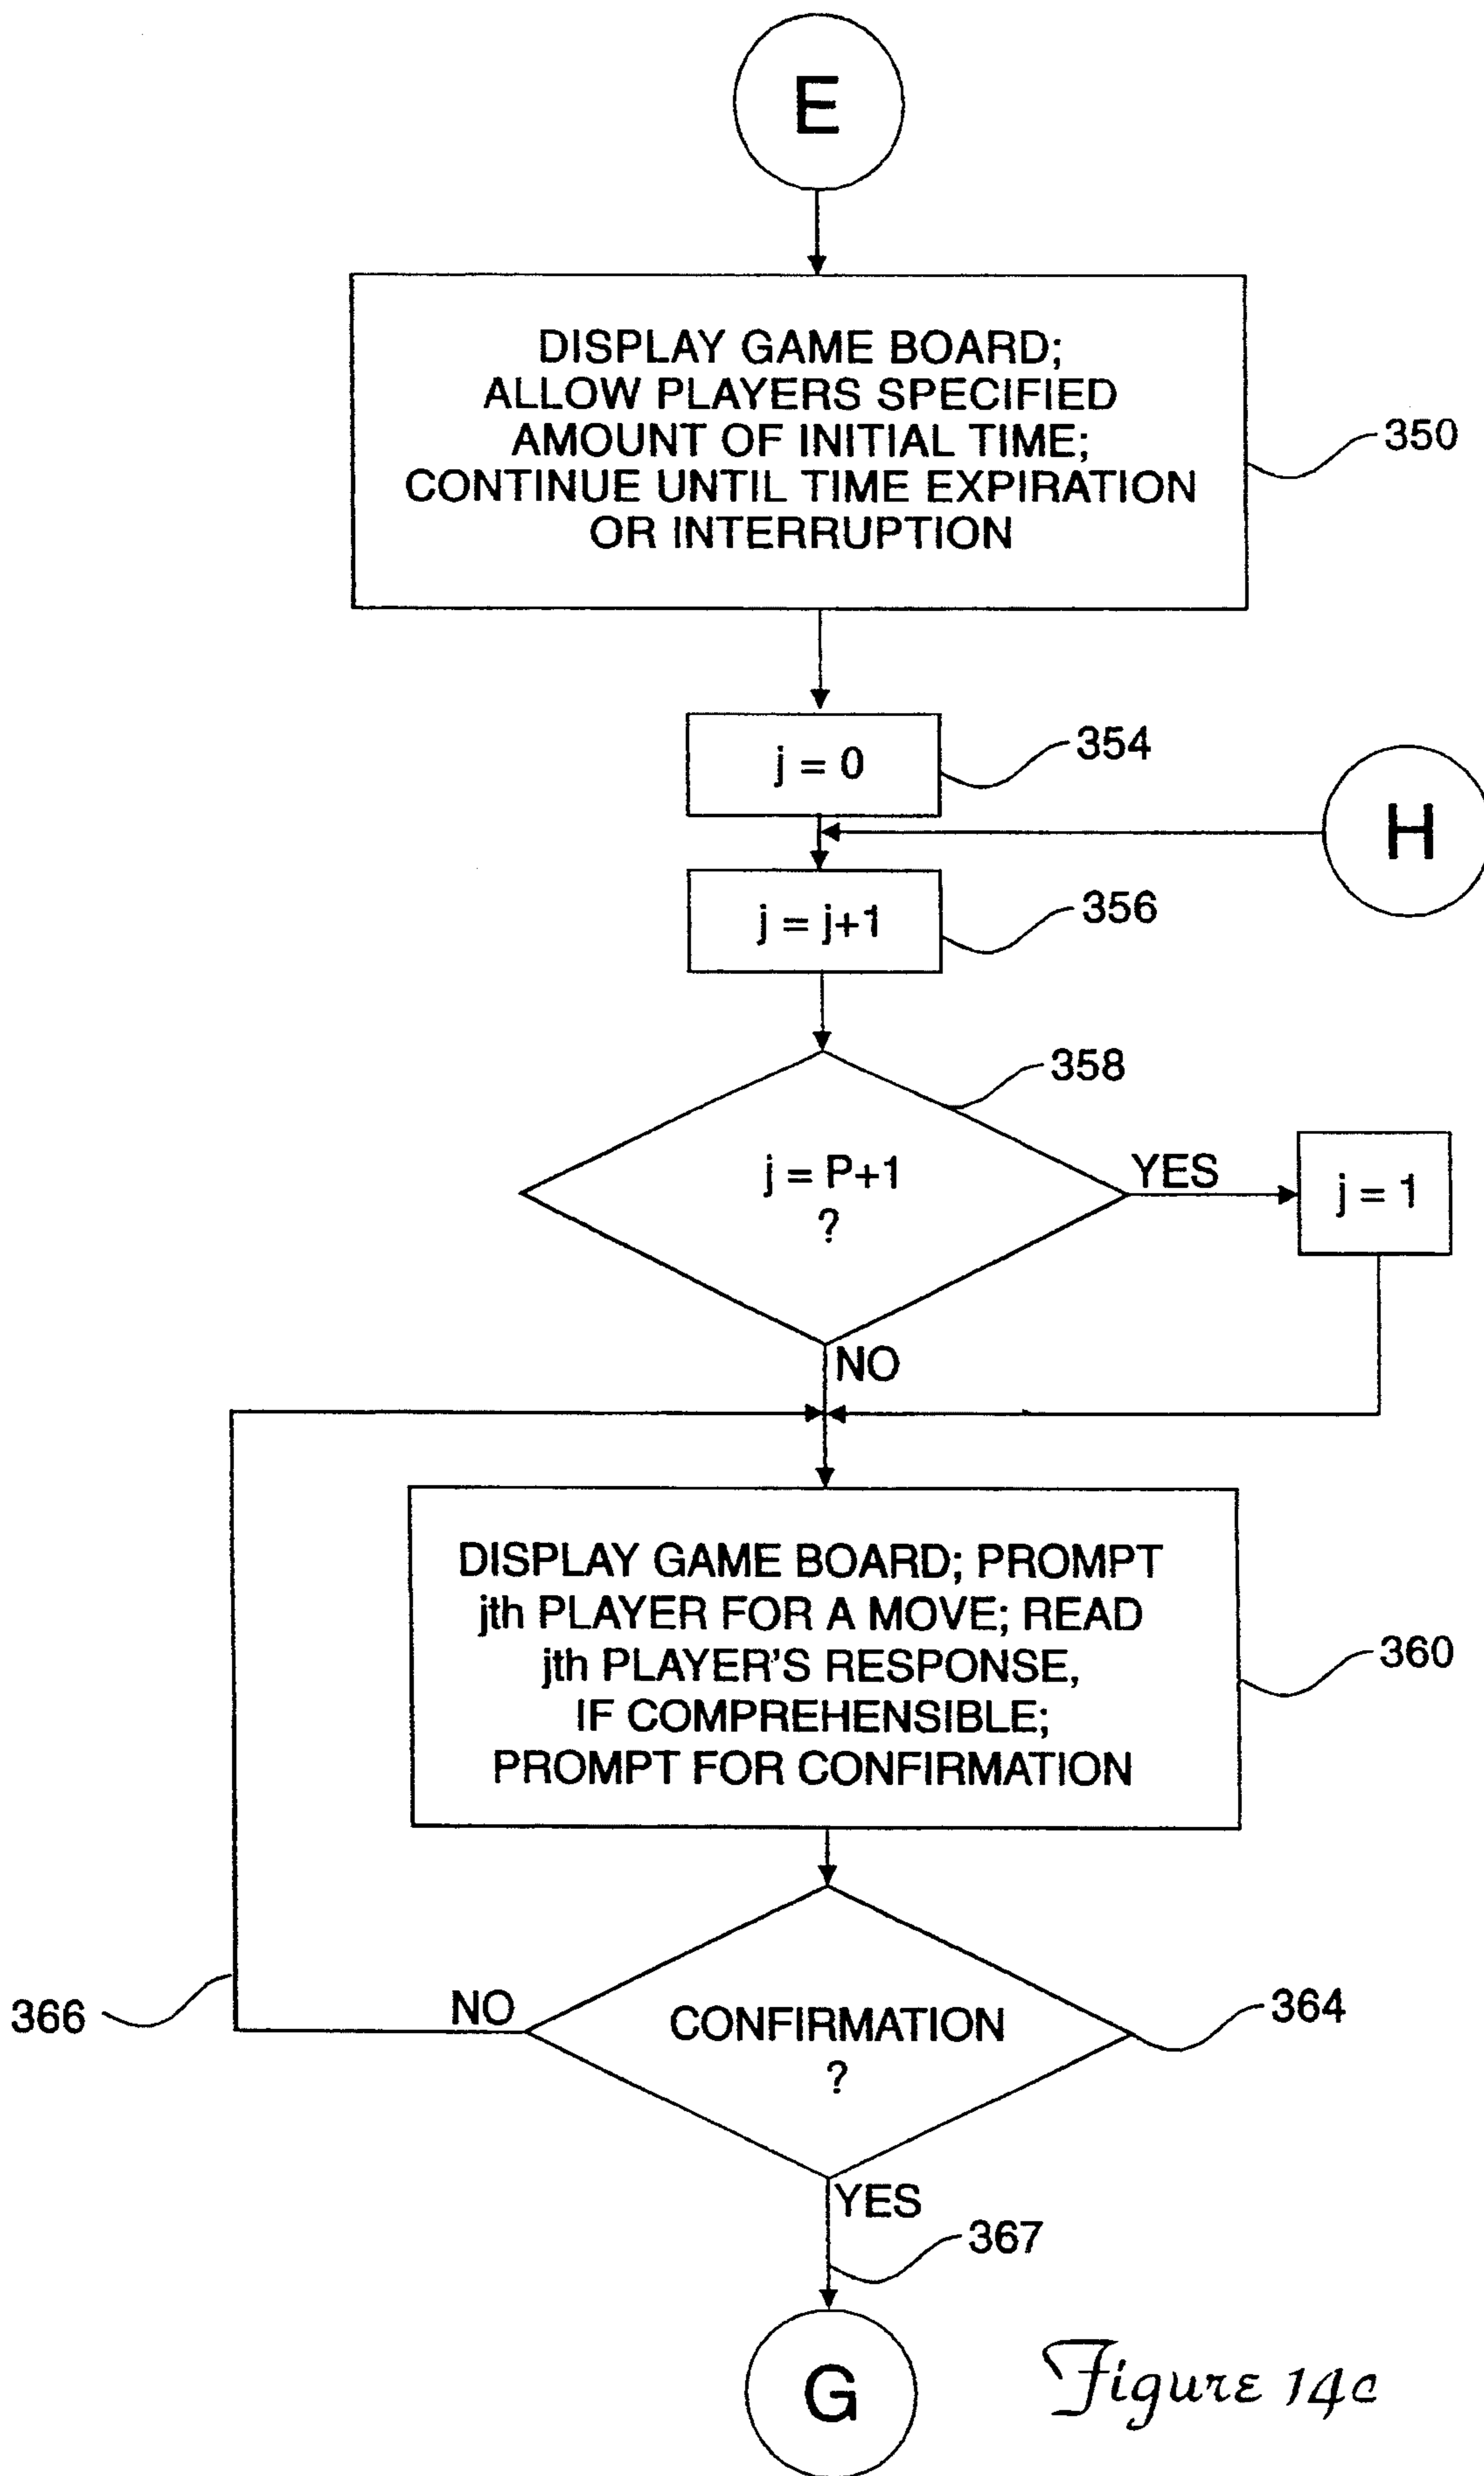 E
DISPLAY GAME BOARD;
ALLOW PLAYERS SPECIFIED
AMOUNT OF INITIAL TIME;
CONTINUE UNTIL TIME EXPIRATION
OR INTERRUPTION
350
j = 0
354
H
j = j+1
356
358
j = P+1
?
YES
j = 1
NO
DISPLAY GAME BOARD; PROMPT
jth PLAYER FOR A MOVE; READ
jth PLAYER'S RESPONSE,
IF COMPREHENSIBLE;
PROMPT FOR CONFIRMATION
360
366
NO
CONFIRMATION
?
364
YES
367
G
Figure 14c